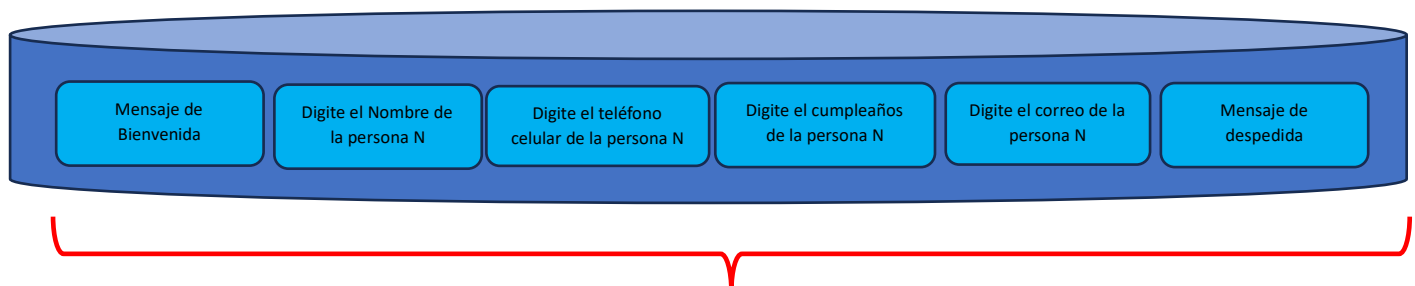 Mensaje de
Bienvenida
Digite el Nombre de
la persona N
Digite el teléfono
celular de la persona N
Digite el cumpleaños
de la persona N
Digite el correo de la
persona N
Mensaje de
despedida